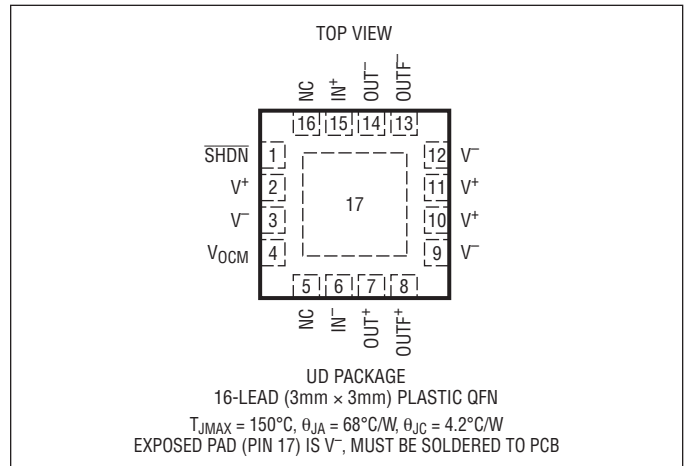 TOP VIEW
NC IN⁺ OUT⁻ OUTF⁻
16 15 14 13
SHDN 1 12 V⁻
V⁺ 2 11 V⁺
17
V⁻ 3 10 V⁺
VOCM 4 9 V⁻
5 6 7 8
NC IN⁻ OUT⁺ OUTF⁺
UD PACKAGE
16-LEAD (3mm × 3mm) PLASTIC QFN
TJMAX = 150°C, θJA = 68°C/W, θJC = 4.2°C/W
EXPOSED PAD (PIN 17) IS V⁻, MUST BE SOLDERED TO PCB